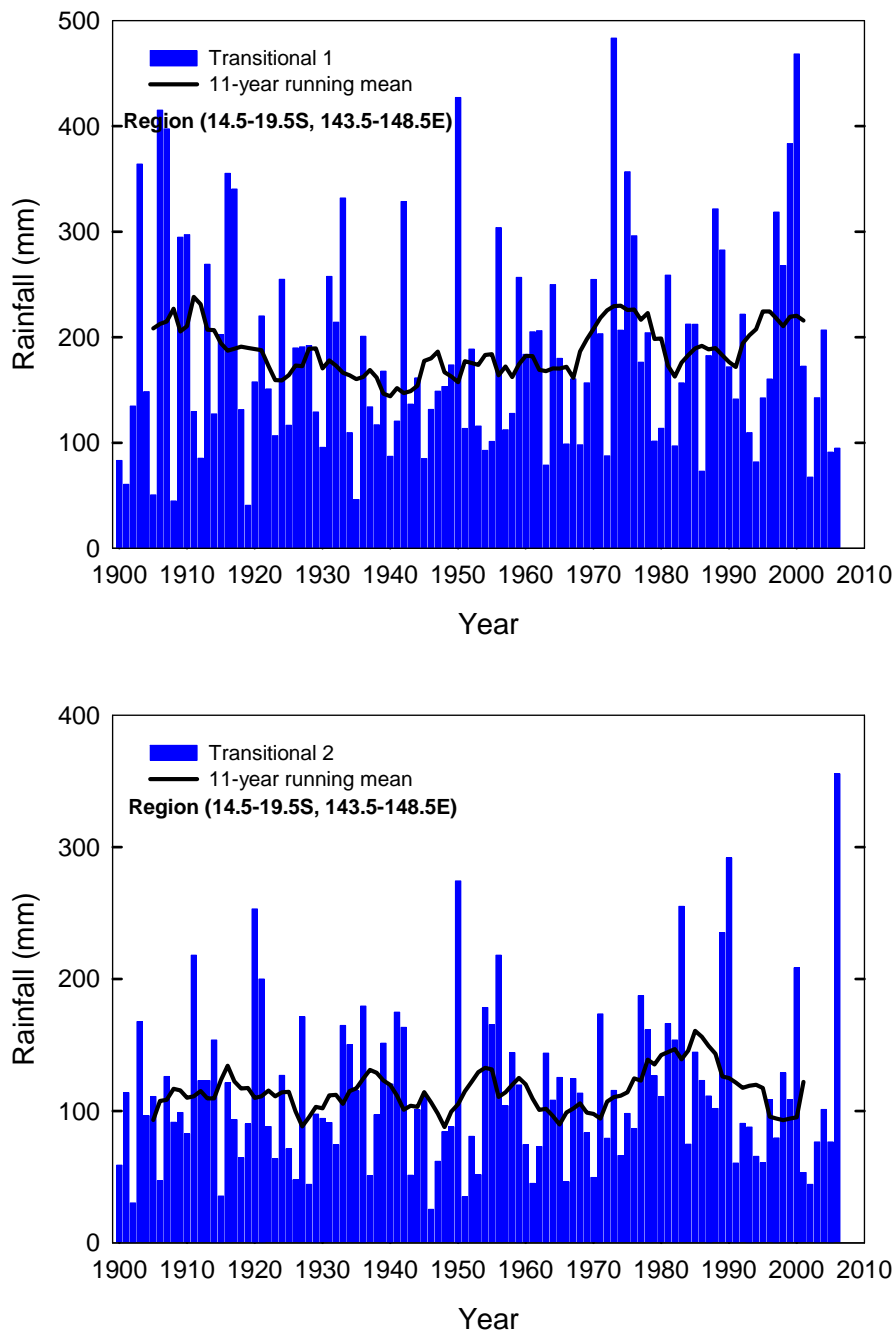 500
400
300
200
100
0
Rainfall (mm)
Transitional 1
11-year running mean
Region (14.5-19.5S, 143.5-148.5E)
1900 1910 1920 1930 1940 1950 1960 1970 1980 1990 2000 2010
Year
400
300
200
100
0
Rainfall (mm)
Transitional 2
11-year running mean
Region (14.5-19.5S, 143.5-148.5E)
1900 1910 1920 1930 1940 1950 1960 1970 1980 1990 2000 2010
Year